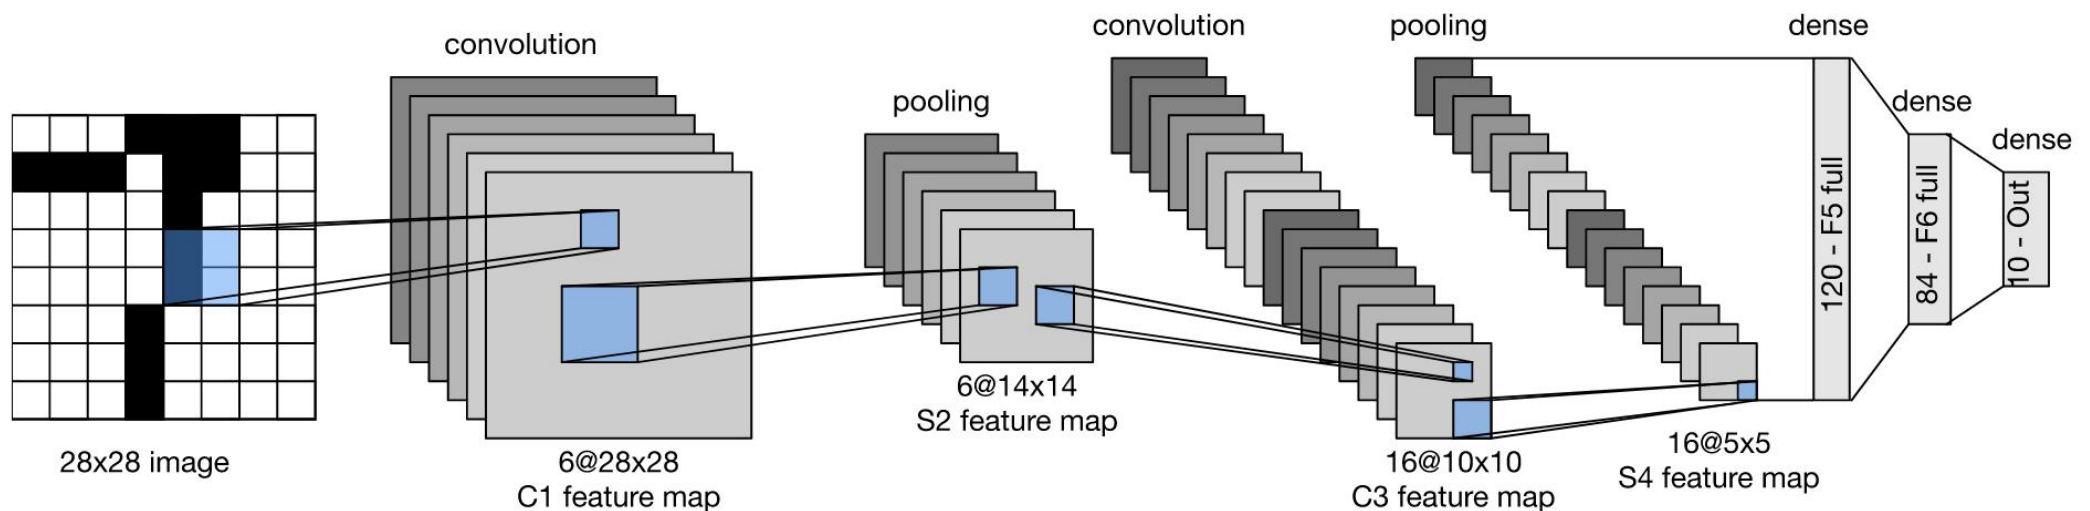 convolution
pooling
convolution
pooling
dense
dense
dense
28x28 image
6@28x28
C1 feature map
6@14x14
S2 feature map
16@10x10
C3 feature map
16@5x5
S4 feature map
120 - F5 full
84 - F6 full
10 - Out